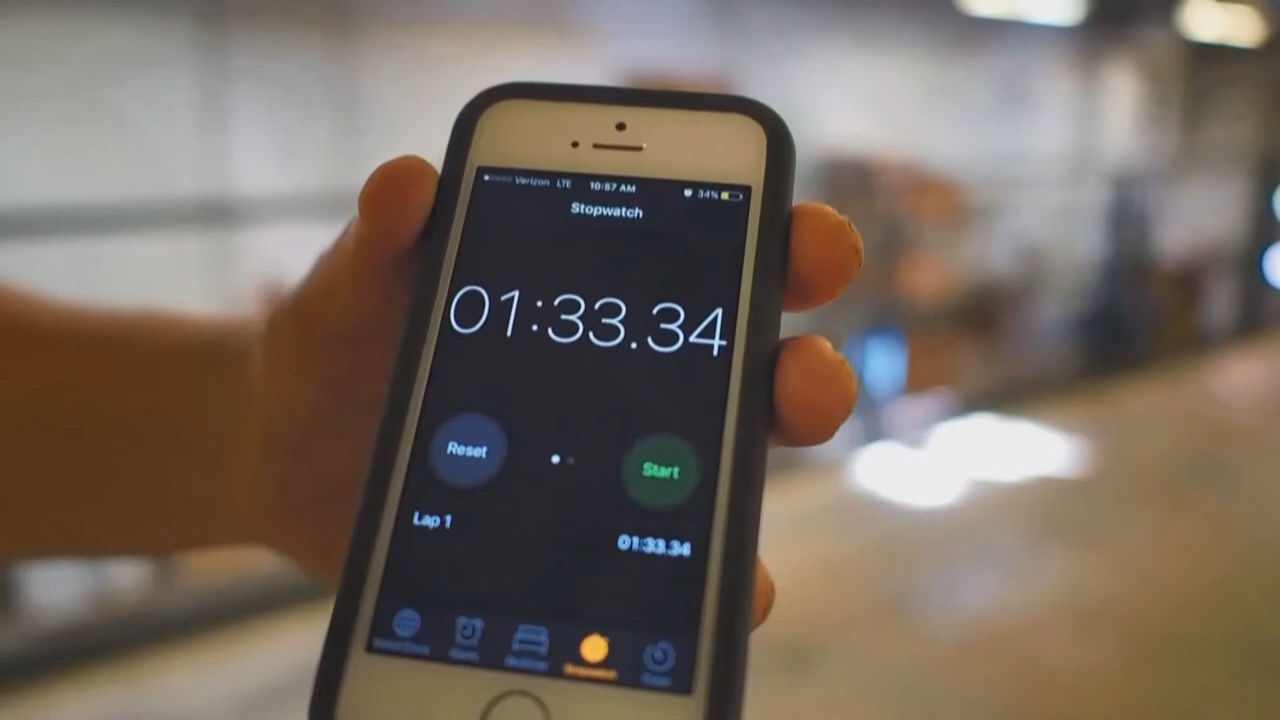 Verizon LTE 10:57 AM 34%
Stopwatch
01:33.34
Reset Start
Lap 1 01:33.34